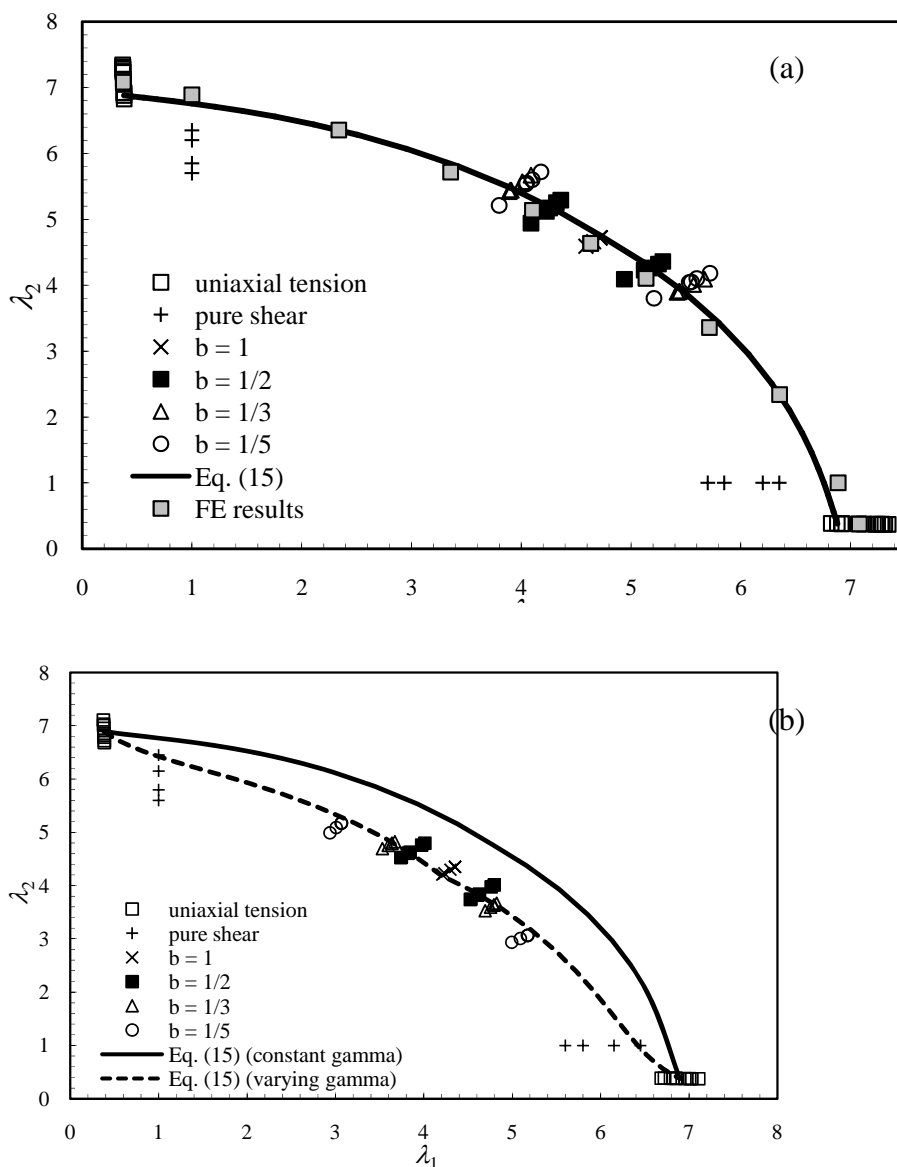 8
7
6
5
4
3
2
1
0
λ2
(a)
uniaxial tension
pure shear
b = 1
b = 1/2
b = 1/3
b = 1/5
Eq. (15)
FE results
0 1 2 3 4 5 6 7
8
7
6
5
4
3
2
1
0
λ2
(b)
uniaxial tension
pure shear
b = 1
b = 1/2
b = 1/3
b = 1/5
Eq. (15) (constant gamma)
Eq. (15) (varying gamma)
0 1 2 3 4 5 6 7 8
λ1